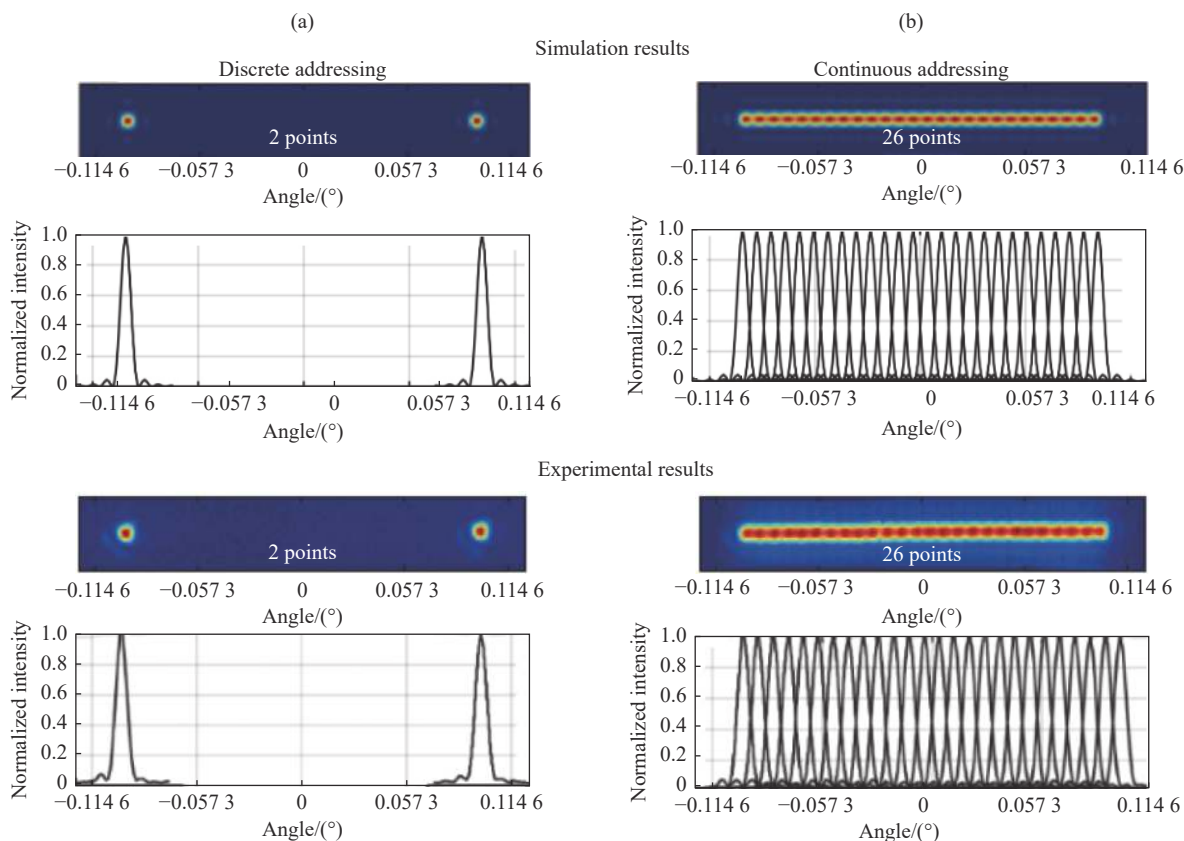 (a) (b)
Simulation results
Discrete addressing Continuous addressing
2 points 26 points
−0.114 6 −0.057 3 0 0.057 3 0.114 6 −0.114 6 −0.057 3 0 0.057 3 0.114 6
Angle/(°) Angle/(°)
Normalized intensity Normalized intensity
1.0 1.0
0.8 0.8
0.6 0.6
0.4 0.4
0.2 0.2
0 0
−0.114 6 −0.057 3 0 0.057 3 0.114 6 −0.114 6 −0.057 3 0 0.057 3 0.114 6
Angle/(°) Angle/(°)
Experimental results
2 points 26 points
−0.114 6 −0.057 3 0 0.057 3 0.114 6 −0.114 6 −0.057 3 0 0.057 3 0.114 6
Angle/(°) Angle/(°)
Normalized intensity Normalized intensity
1.0 1.0
0.8 0.8
0.6 0.6
0.4 0.4
0.2 0.2
0 0
−0.114 6 −0.057 3 0 0.057 3 0.114 6 −0.114 6 −0.057 3 0 0.057 3 0.114 6
Angle/(°) Angle/(°)